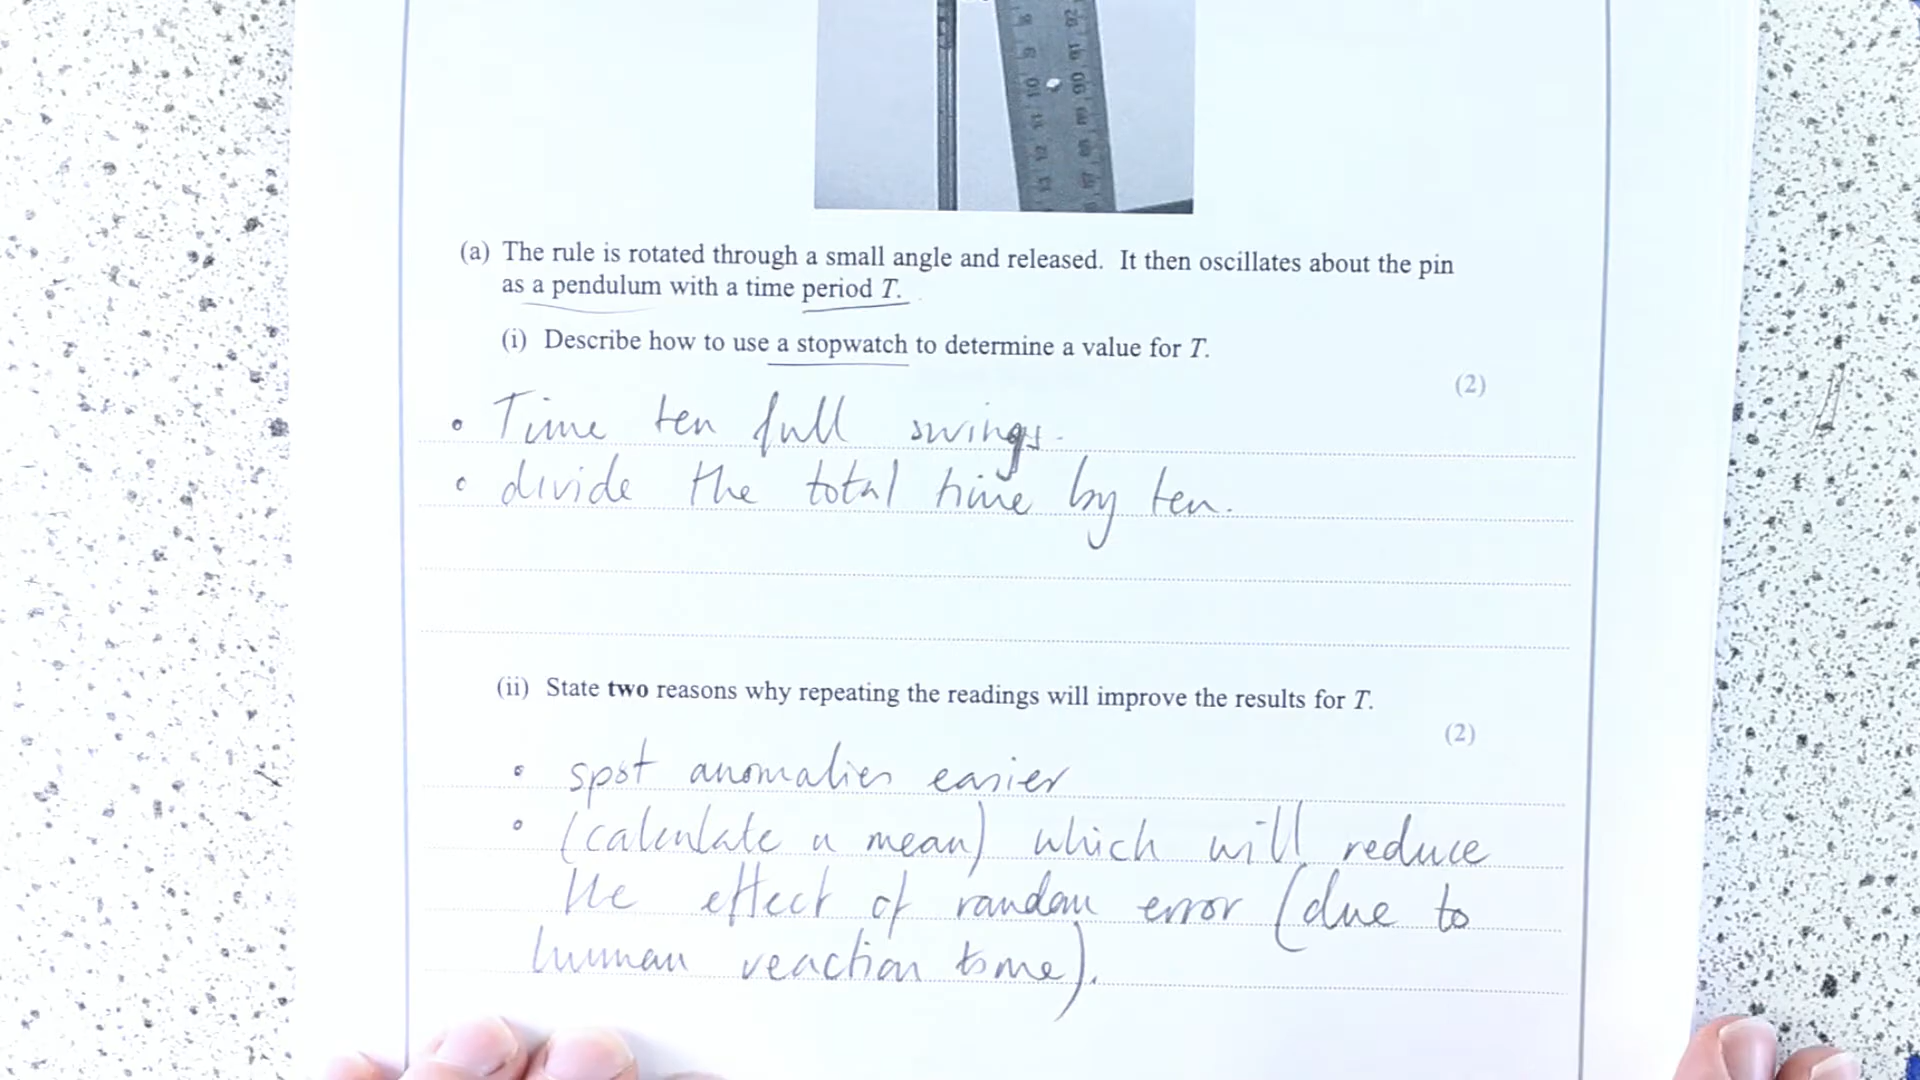 (a) The rule is rotated through a small angle and released. It then oscillates about the pin
as a pendulum with a time period T.
(i) Describe how to use a stopwatch to determine a value for T.
(2)
• Time ten full swings.
• divide the total time by ten.
(ii) State two reasons why repeating the readings will improve the results for T.
(2)
• spot anomalies easier
• (calculate a mean) which will reduce
the effect of random error (due to
human reaction time).